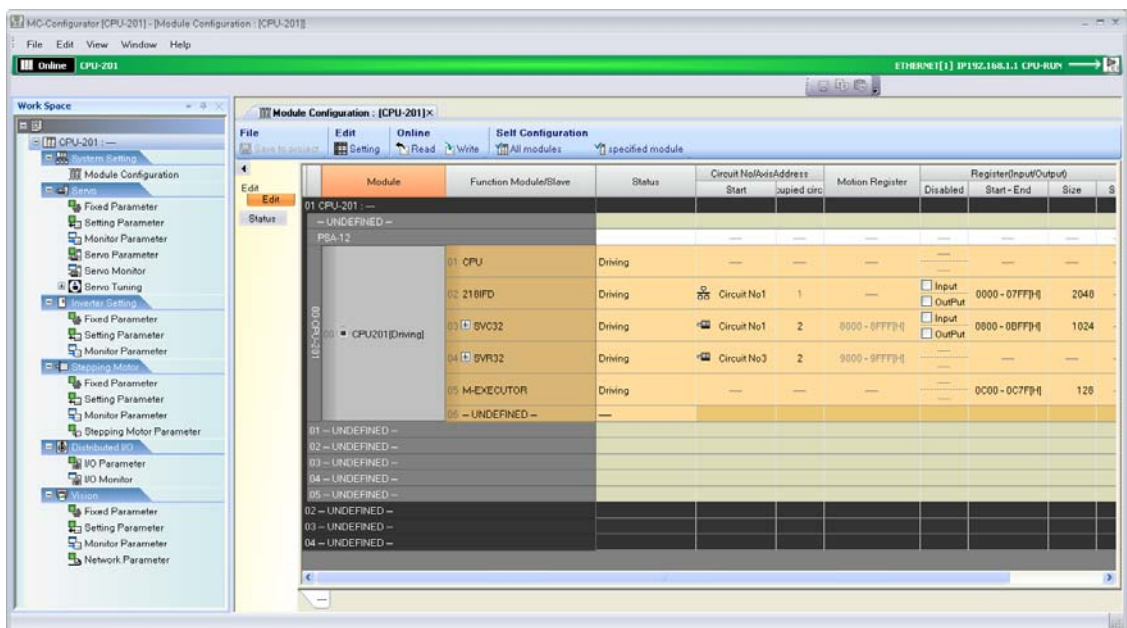 MC-Configurator [CPU-201] - [Module Configuration : [CPU-201]]
File Edit View Window Help
Online CPU-201 ETHERNET[1] IP192.168.1.1 CPU-RUN
Work Space
CPU-201 : ---
System Setting
Module Configuration
Servo
Fixed Parameter
Setting Parameter
Monitor Parameter
Servo Parameter
Servo Monitor
Servo Tuning
Inverter Setting
Fixed Parameter
Setting Parameter
Monitor Parameter
Stepping Motor
Fixed Parameter
Setting Parameter
Monitor Parameter
Stepping Motor Parameter
Distributed I/O
I/O Parameter
I/O Monitor
Vision
Fixed Parameter
Setting Parameter
Monitor Parameter
Network Parameter
Module Configuration : [CPU-201]
File Edit Online Self Configuration
Save to project Setting Read Write All modules specified module
Edit
Edit
Status
Module Function Module/Slave Status Circuit No/AxisAddress Motion Register Register(Input/Output)
Start cupied circ Disabled Start - End Size S
01 CPU-201 : ---
-- UNDEFINED --
PSA-12 --- --- --- --- --- ---
00 CPU-201
00 CPU201[Driving]
01 CPU Driving --- --- --- --- --- --- ---
02 218IFD Driving Circuit No1 1 --- Input OutPut 0000 - 07FF[H] 2048
03 SVC32 Driving Circuit No1 2 8000 - 8FFF[H] Input OutPut 0800 - 0BFF[H] 1024
04 SVR32 Driving Circuit No3 2 9000 - 9FFF[H] --- --- --- ---
05 M-EXECUTOR Driving --- --- --- --- --- 0C00 - 0C7F[H] 128
06 -- UNDEFINED -- ---
01 -- UNDEFINED --
02 -- UNDEFINED --
03 -- UNDEFINED --
04 -- UNDEFINED --
05 -- UNDEFINED --
02 -- UNDEFINED --
03 -- UNDEFINED --
04 -- UNDEFINED --